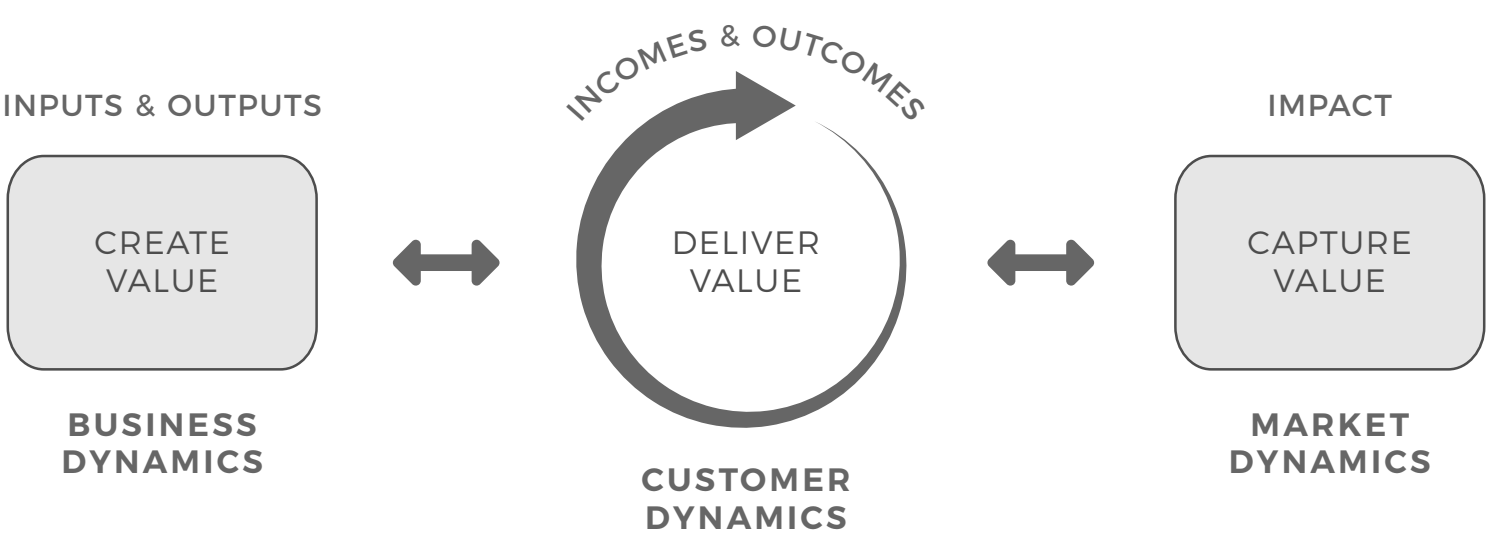 INPUTS & OUTPUTS
CREATE
VALUE
BUSINESS
DYNAMICS
INCOMES & OUTCOMES
DELIVER
VALUE
CUSTOMER
DYNAMICS
IMPACT
CAPTURE
VALUE
MARKET
DYNAMICS